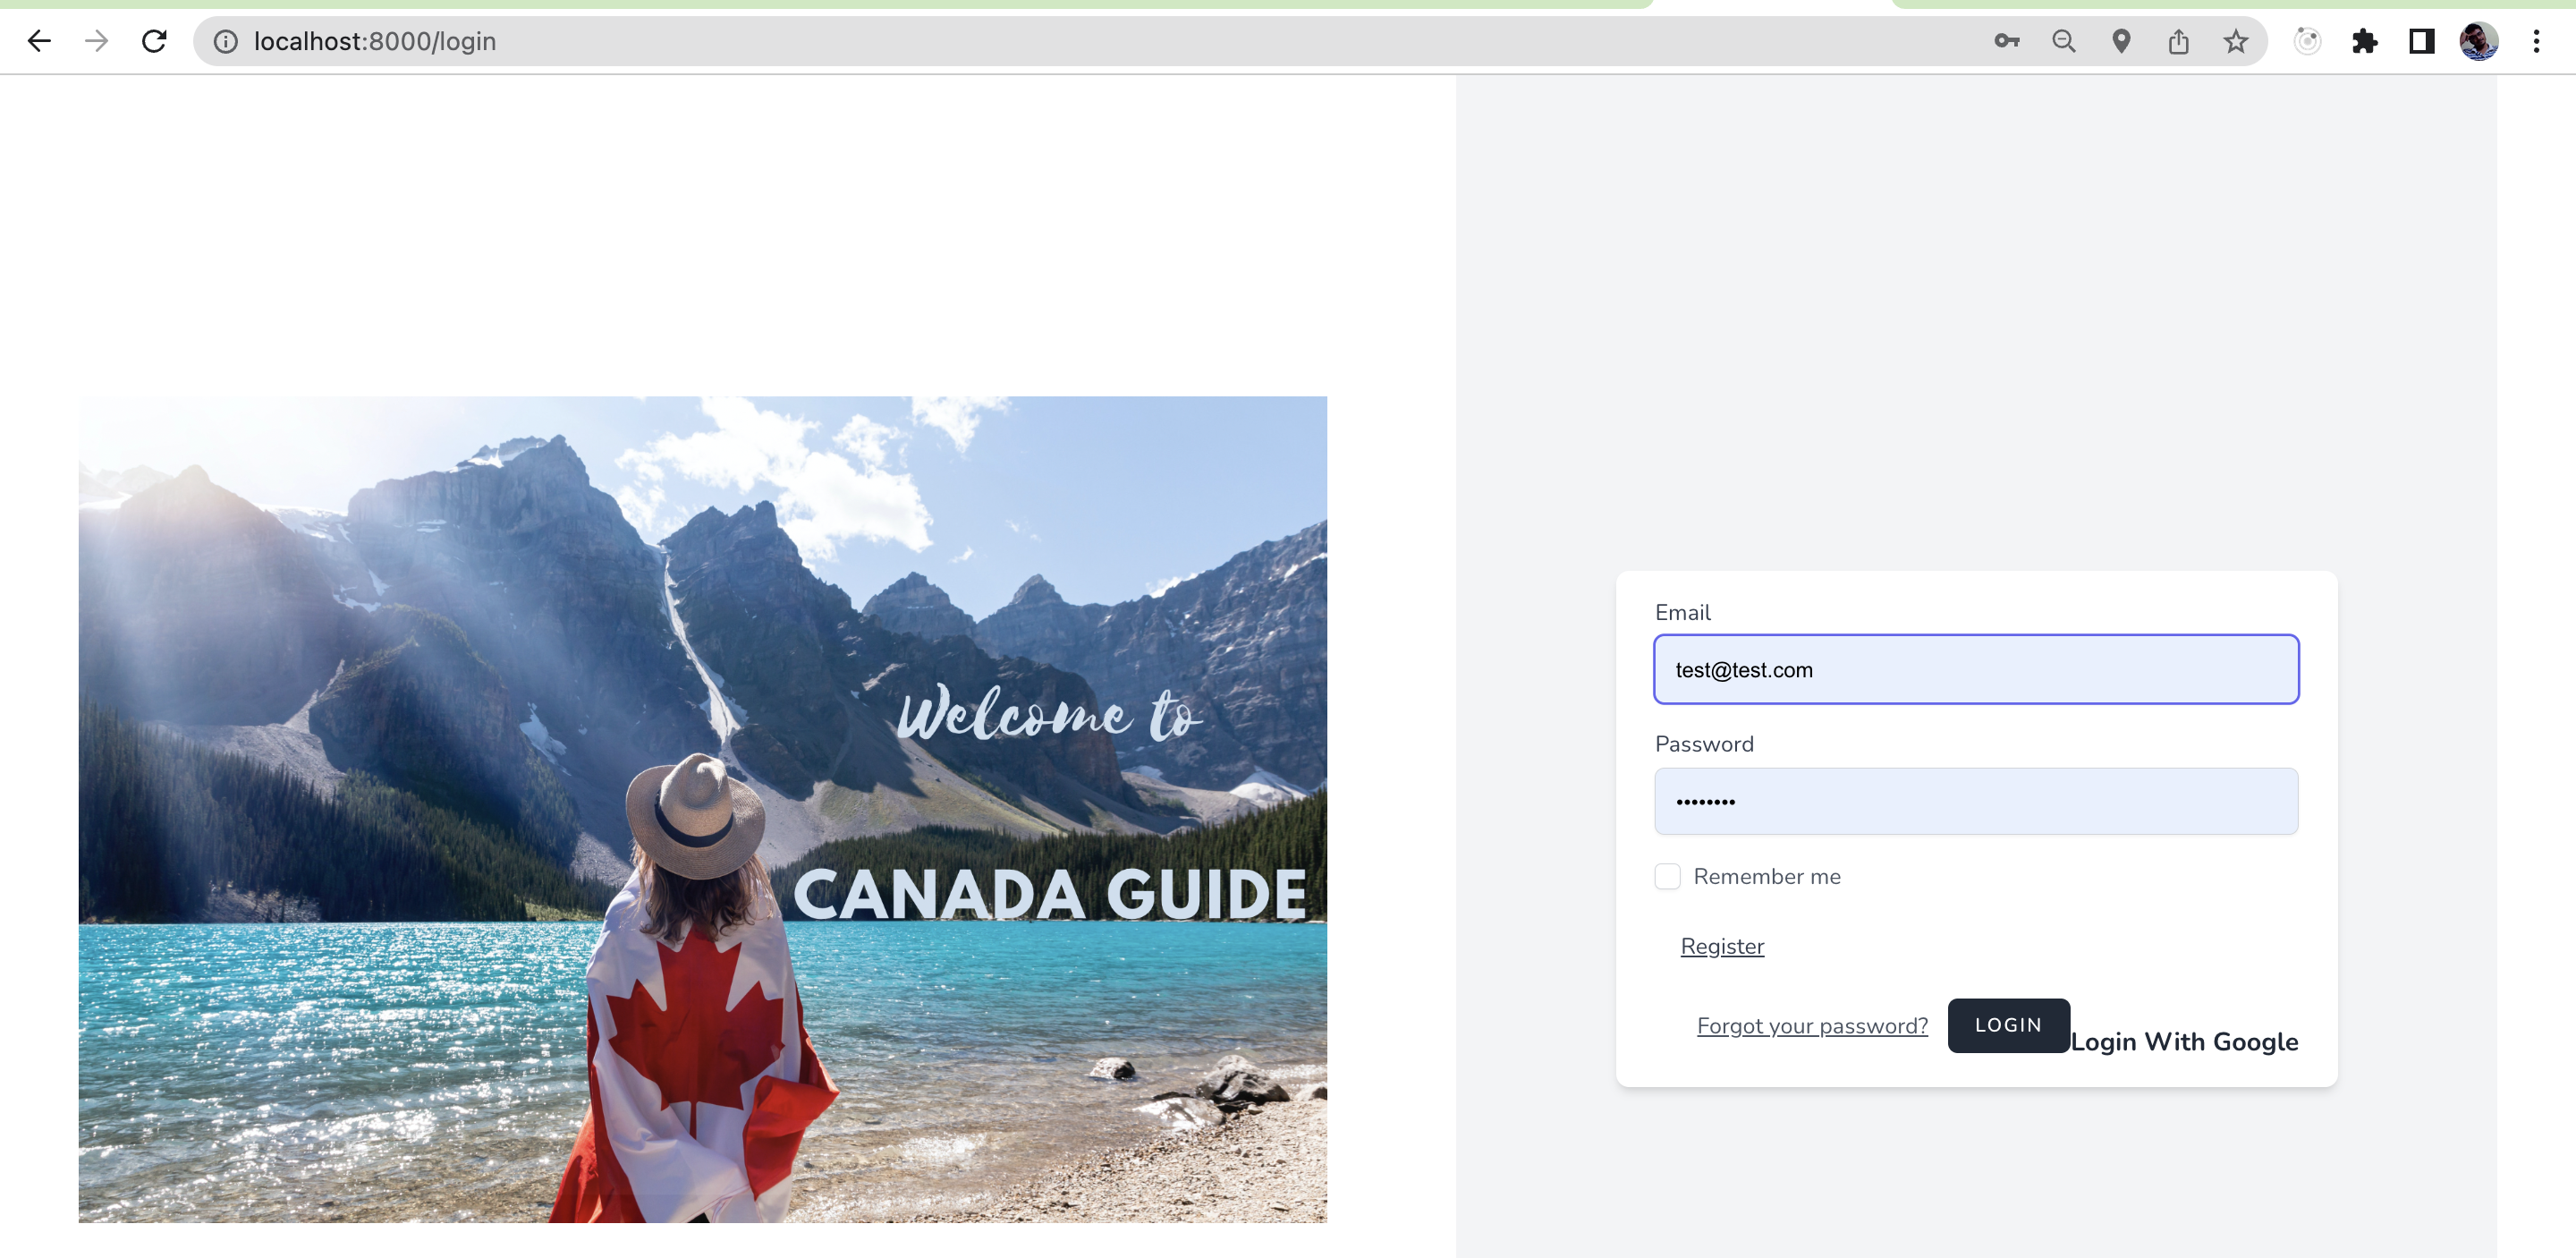 localhost:8000/login
Welcome to
CANADA GUIDE
Email
test@test.com
Password
••••••••
Remember me
Register
Forgot your password?
LOGIN
Login With Google